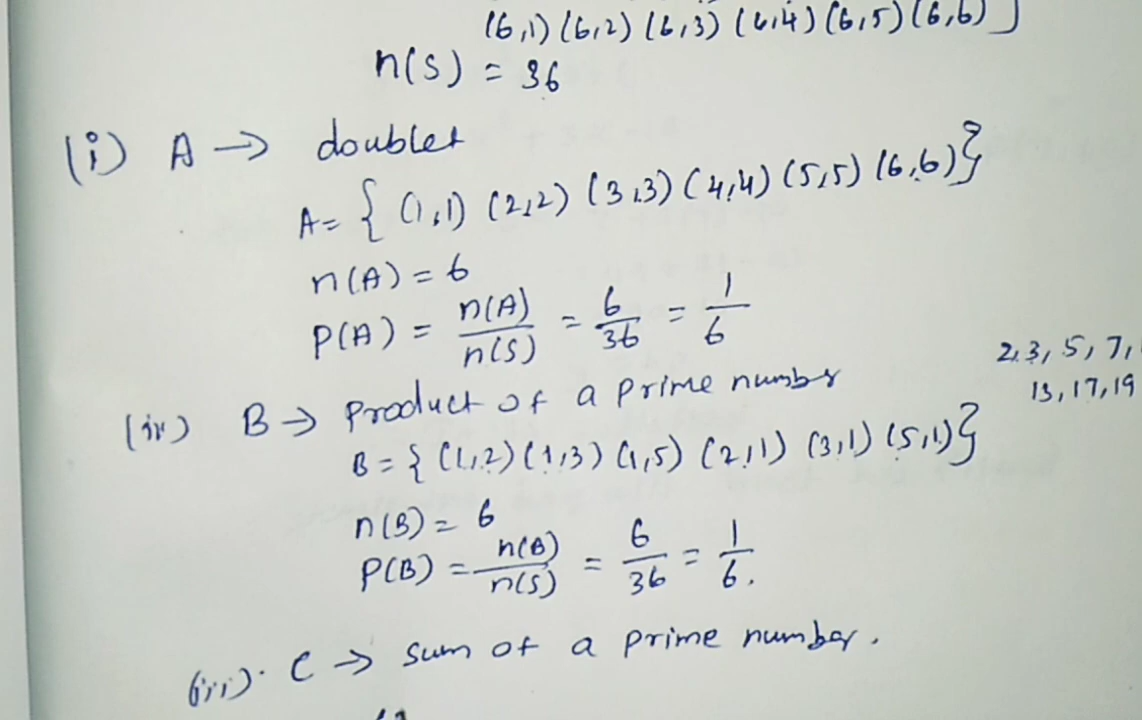 (6,1) (6,2) (6,3) (6,4) (6,5) (6,6) }
n(S) = 36
(i) A → doublet
A = { (1,1) (2,2) (3,3) (4,4) (5,5) (6,6) }
n(A) = 6
P(A) = n(A)/n(S) = 6/36 = 1/6
2, 3, 5, 7,
13, 17, 19
(ii) B → Product of a prime number
B = { (1,2) (1,3) (1,5) (2,1) (3,1) (5,1) }
n(B) = 6
P(B) = n(B)/n(S) = 6/36 = 1/6.
(iii). C → sum of a prime number.